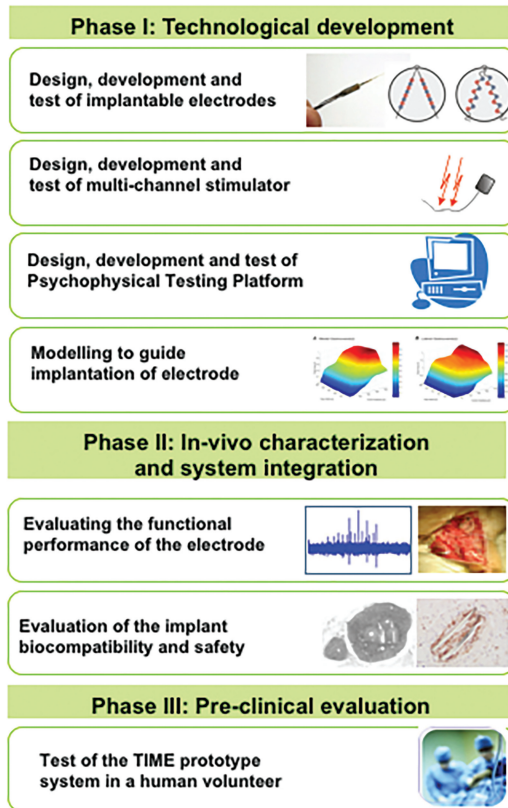 Phase I: Technological development
Design, development and
test of implantable electrodes
Design, development and
test of multi-channel stimulator
Design, development and test of
Psychophysical Testing Platform
Modelling to guide
implantation of electrode
Phase II: In-vivo characterization
and system integration
Evaluating the functional
performance of the electrode
Evaluation of the implant
biocompatibility and safety
Phase III: Pre-clinical evaluation
Test of the TIME prototype
system in a human volunteer